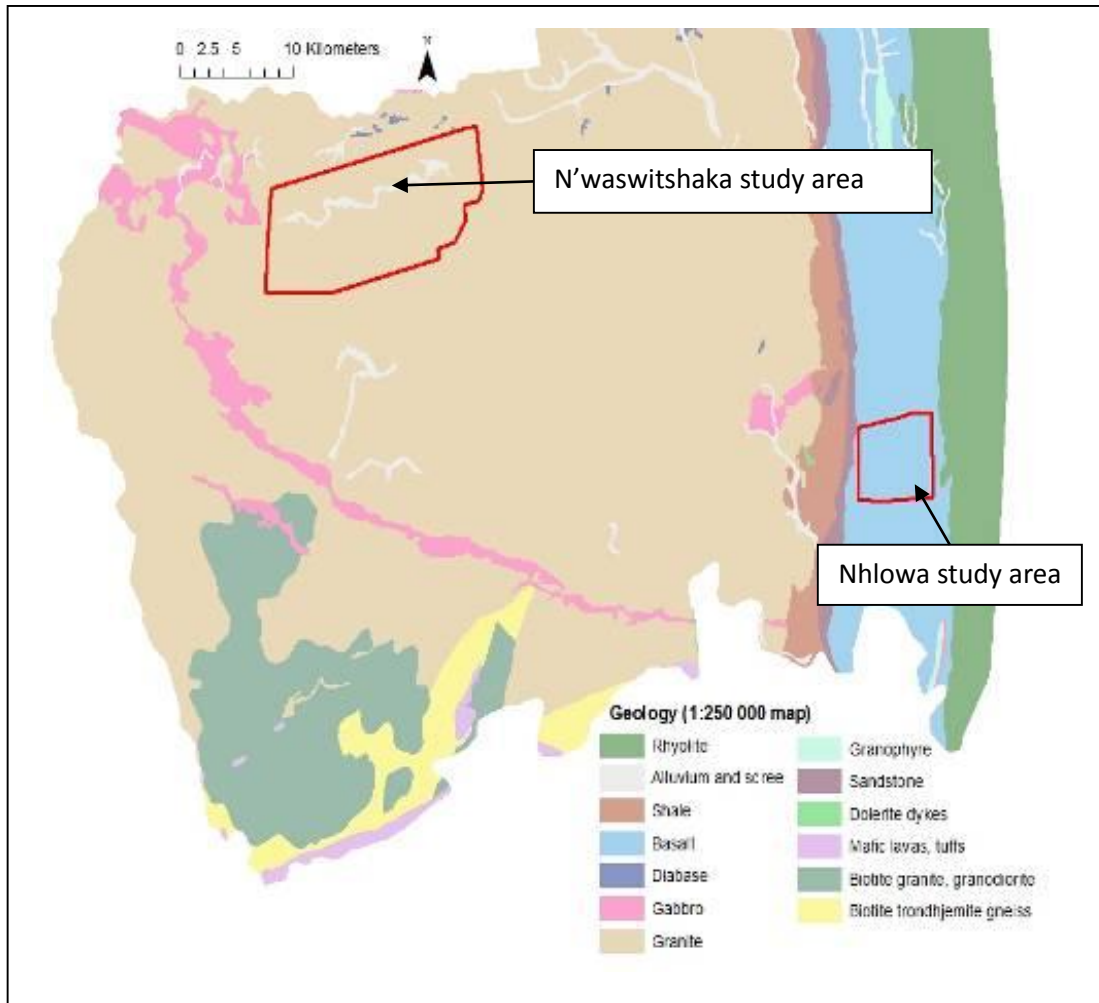 0 2.5 5 10 Kilometers
N
N'waswitshaka study area
Nhlowa study area
Geology (1:250 000 map)
Rhyolite
Alluvium and scree
Shale
Basalt
Diabase
Gabbro
Granite
Granophyre
Sandstone
Dolerite dykes
Mafic lavas, tuffs
Biotite granite, granodiorite
Biotite trondhjemite gneiss